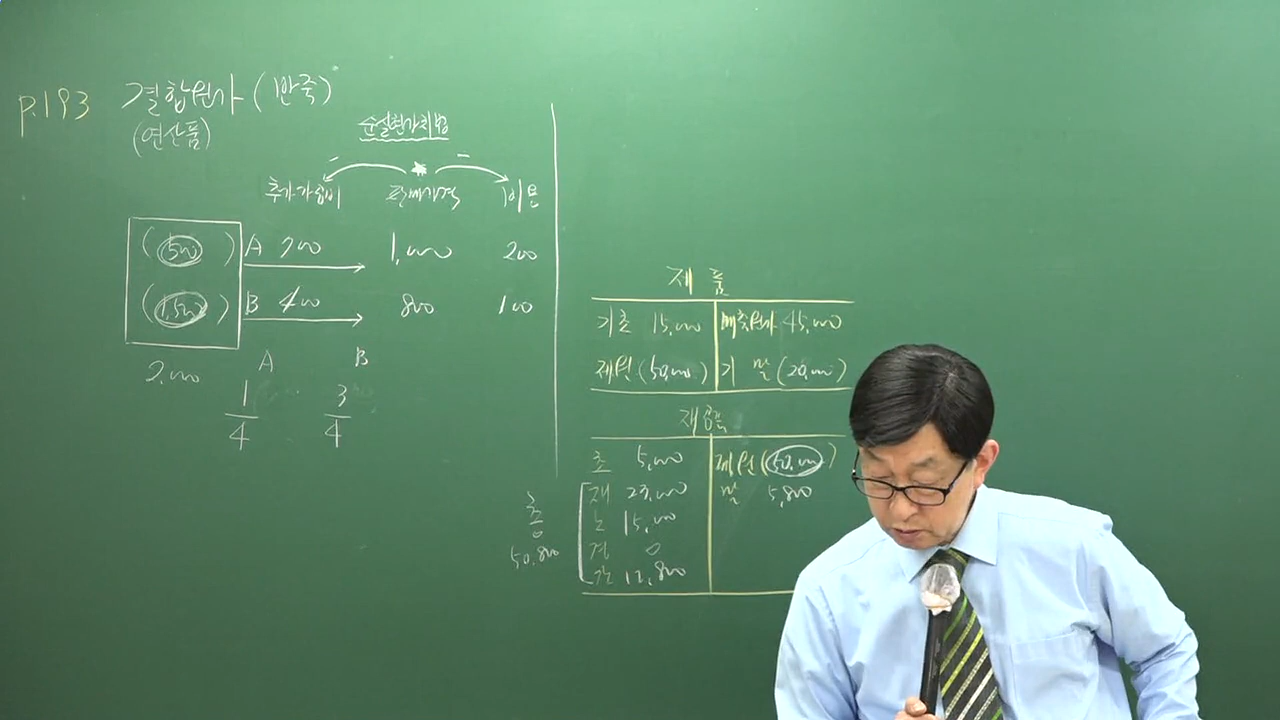 p.193 결합원가 (반죽)
(연산품)
순실현가치법
추가가공비 판매가격 이윤
(500) A 700 1,000 200
(1,500) B 400 800 100
2,000 A B
1/4 3/4
제품
기초 15,000 매출원가 45,000
제원 (50,000) 기말 (20,000)
재공품
초 5,000 제원 (50,000)
재 23,000 말 5,800
노 15,000
경 0
간 12,800
총
50,800